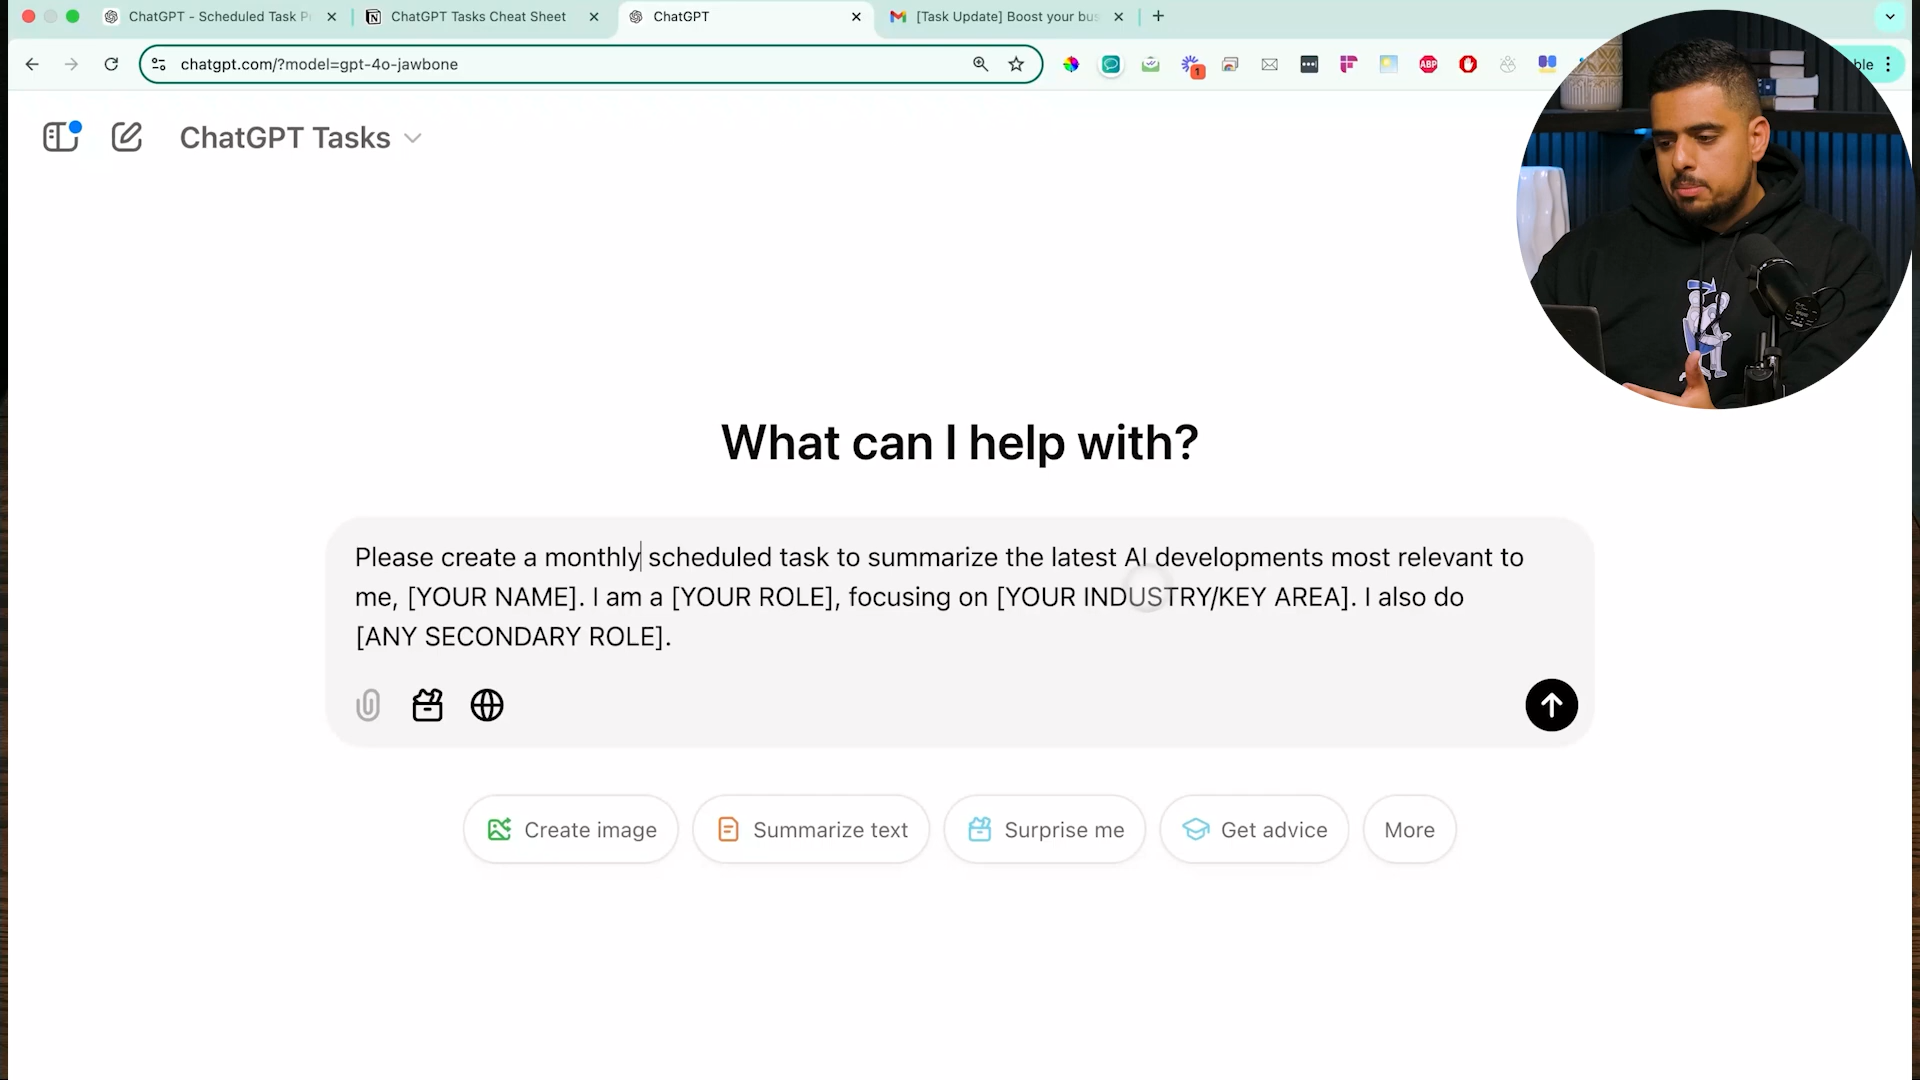 ChatGPT - Scheduled Task P
ChatGPT Tasks Cheat Sheet
ChatGPT
[Task Update] Boost your bus
chatgpt.com/?model=gpt-4o-jawbone
1
ABP
ble
ChatGPT Tasks
What can I help with?
Please create a monthly scheduled task to summarize the latest AI developments most relevant to
me, [YOUR NAME]. I am a [YOUR ROLE], focusing on [YOUR INDUSTRY/KEY AREA]. I also do
[ANY SECONDARY ROLE].
Create image
Summarize text
Surprise me
Get advice
More